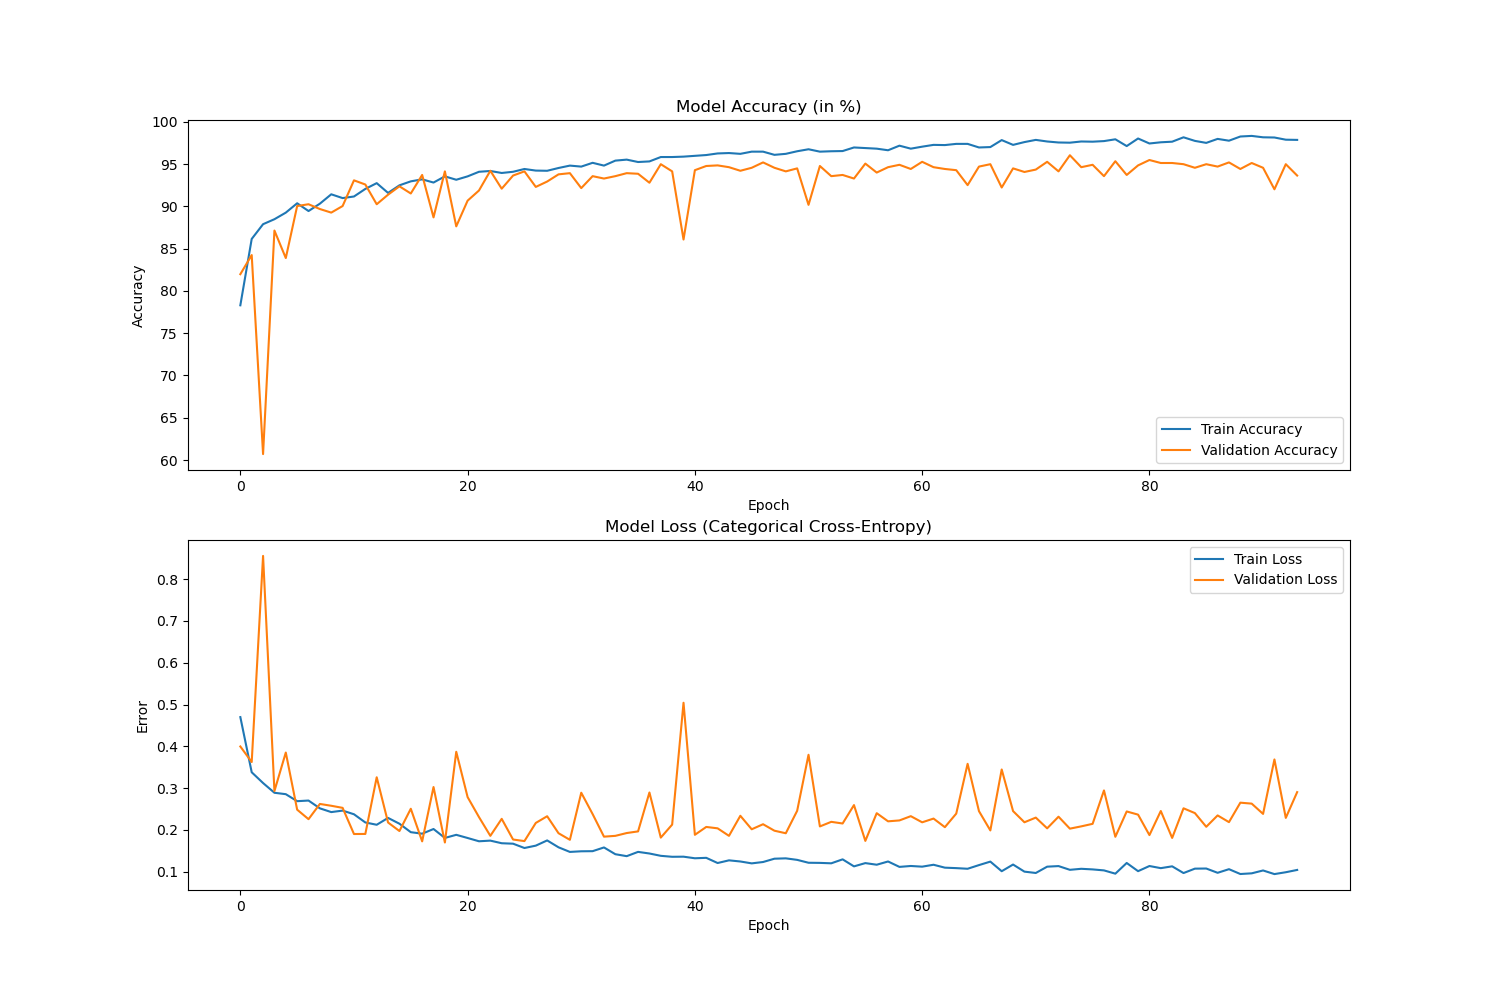 Model Accuracy (in %)
100
95
90
85
80
75
70
65
60
Accuracy
Train Accuracy
Validation Accuracy
0 20 40 60 80
Epoch
Model Loss (Categorical Cross-Entropy)
Train Loss
Validation Loss
0.8
0.7
0.6
0.5
0.4
0.3
0.2
0.1
Error
0 20 40 60 80
Epoch